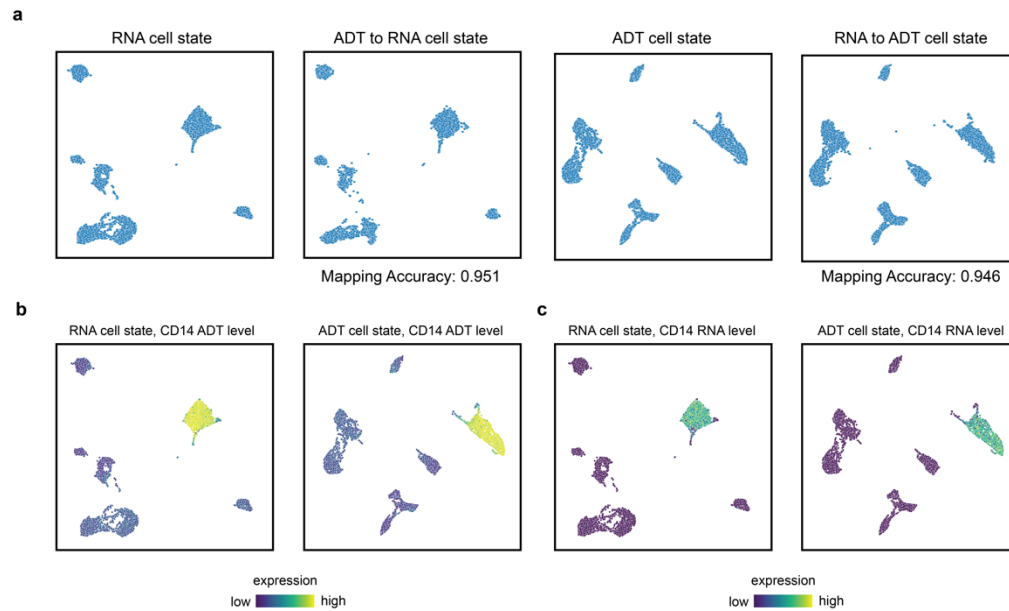 a
RNA cell state
ADT to RNA cell state
ADT cell state
RNA to ADT cell state
Mapping Accuracy: 0.951
Mapping Accuracy: 0.946
b
RNA cell state, CD14 ADT level
ADT cell state, CD14 ADT level
c
RNA cell state, CD14 RNA level
ADT cell state, CD14 RNA level
expression
low
high
expression
low
high